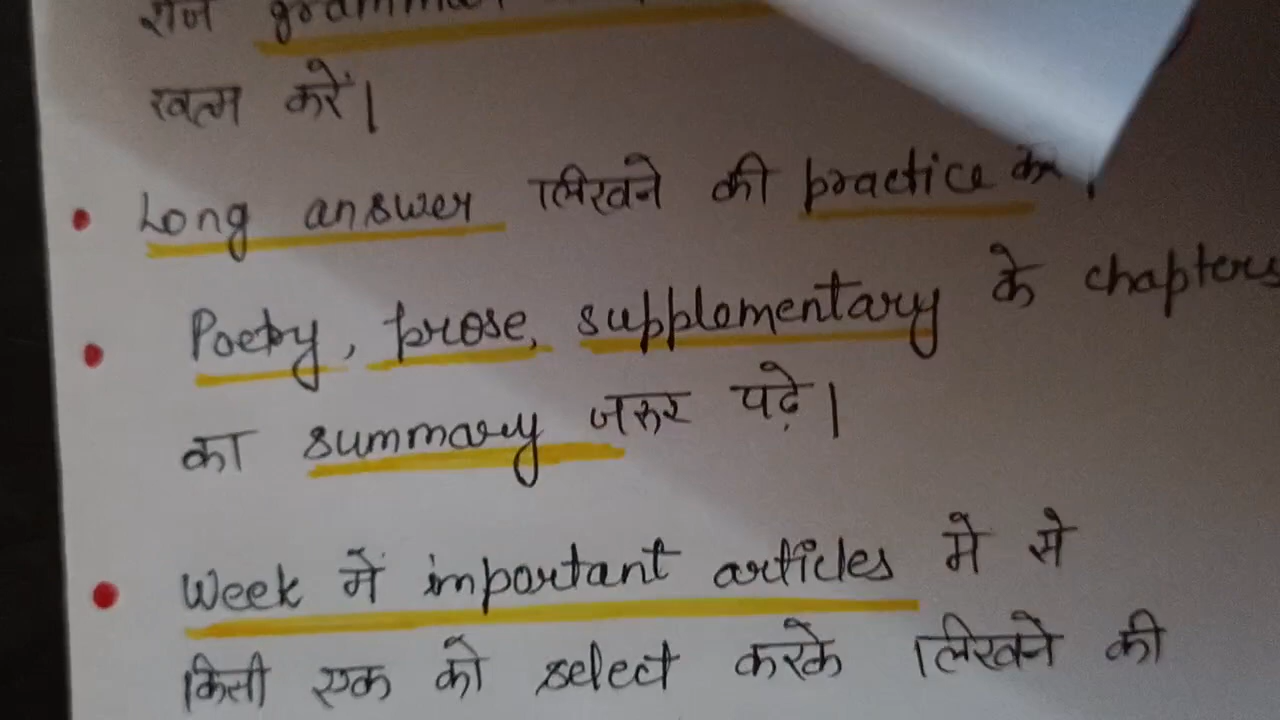 रोज grammar
खत्म करें।
• Long answer लिखने की practice करें।
• Poetry, prose, supplementary के chapters
का summary जरुर पढ़े।
• Week में important articles मे से
किसी एक को select करके लिखने की